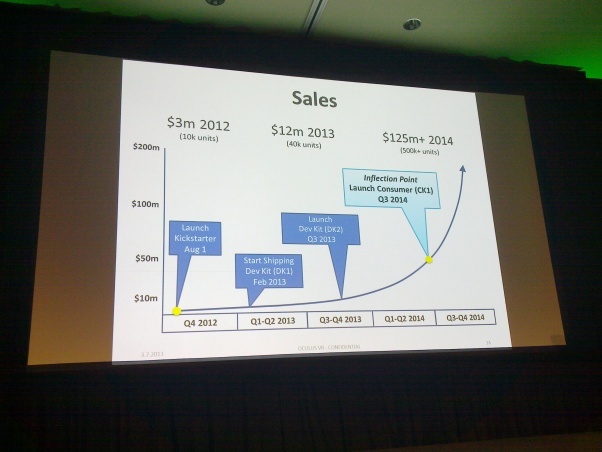 Sales
$3m 2012
(10k units)
$12m 2013
(40k units)
$125m+ 2014
(500k+ units)
$200m
$100m
$50m
$10m
Launch
Kickstarter
Aug 1
Start Shipping
Dev Kit (DK1)
Feb 2013
Launch
Dev Kit (DK2)
Q3 2013
Inflection Point
Launch Consumer (CK1)
Q3 2014
Q4 2012
Q1-Q2 2013
Q3-Q4 2013
Q1-Q2 2014
Q3-Q4 2014
OCULUS VR - CONFIDENTIAL